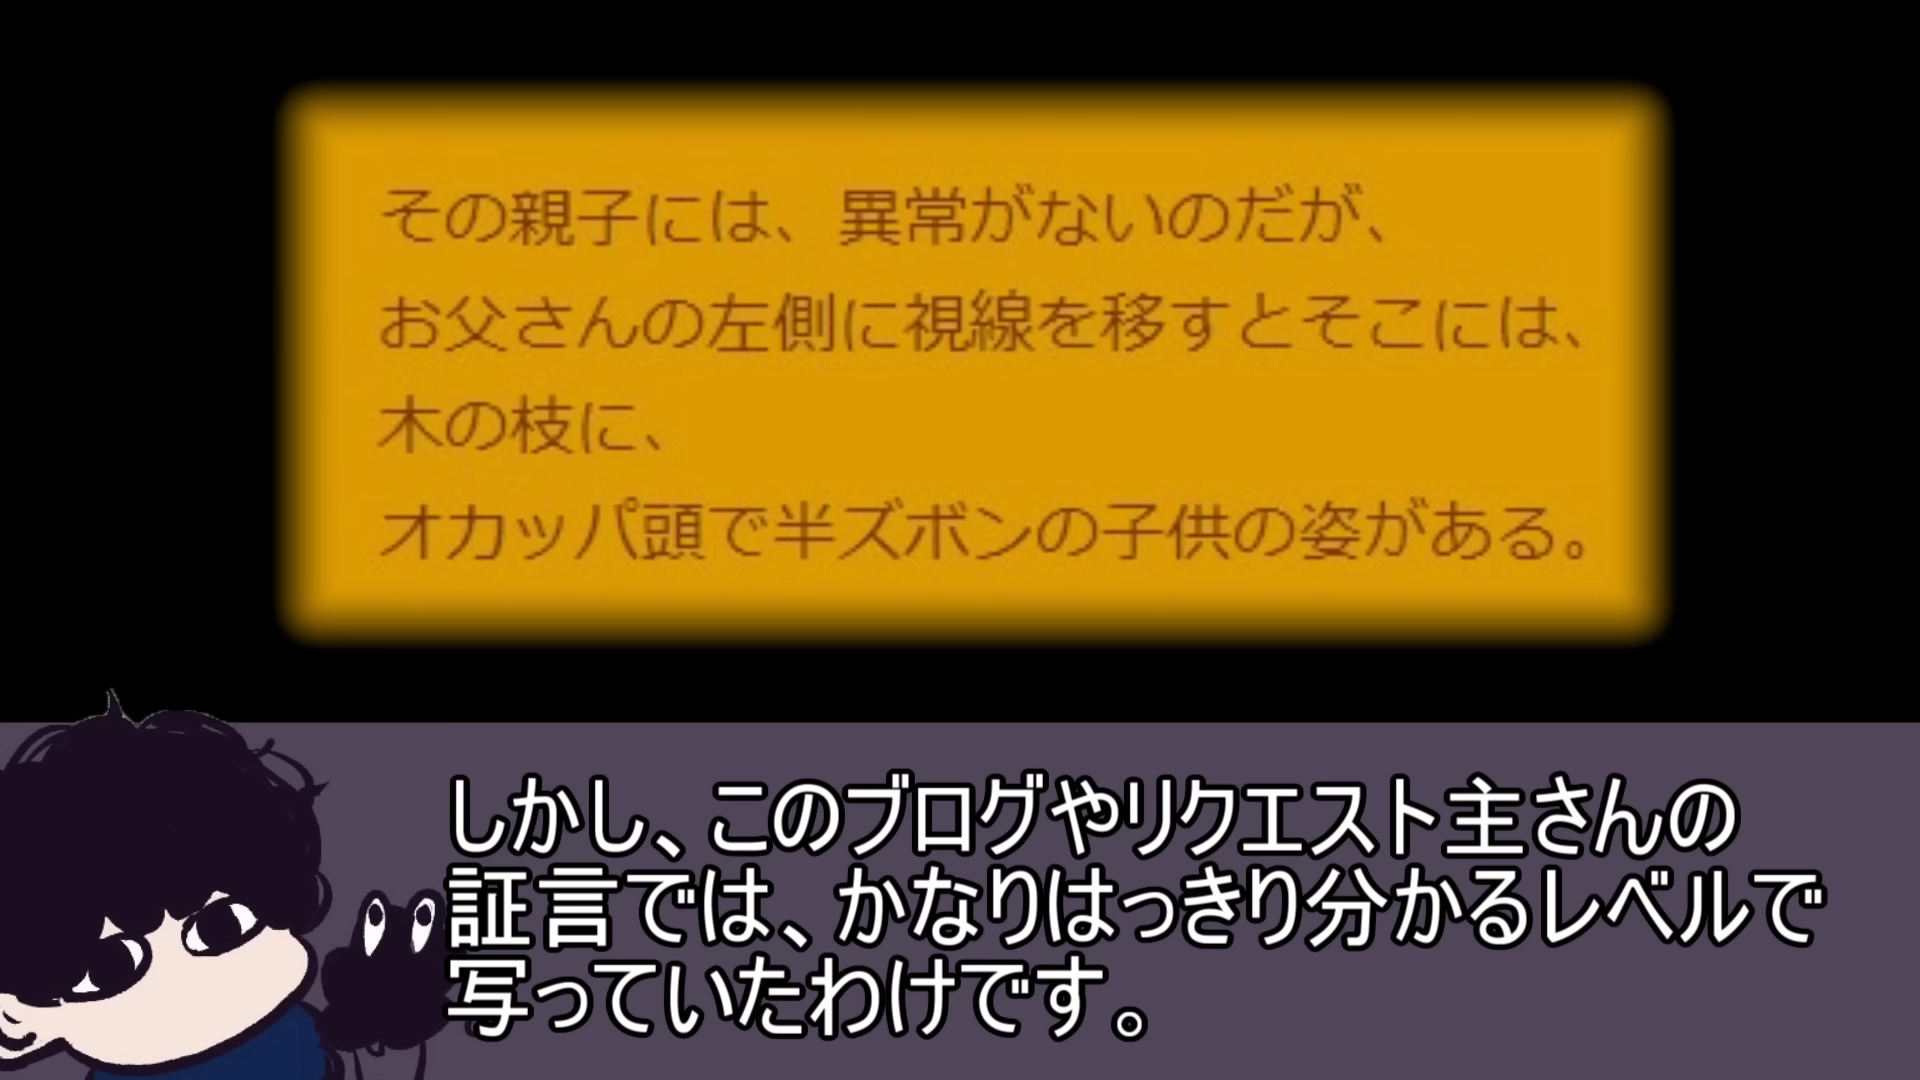 その親子には、異常がないのだが、
お父さんの左側に視線を移すとそこには、
木の枝に、
オカッパ頭で半ズボンの子供の姿がある。
しかし、このブログやリクエスト主さんの
証言では、かなりはっきり分かるレベルで
写っていたわけです。